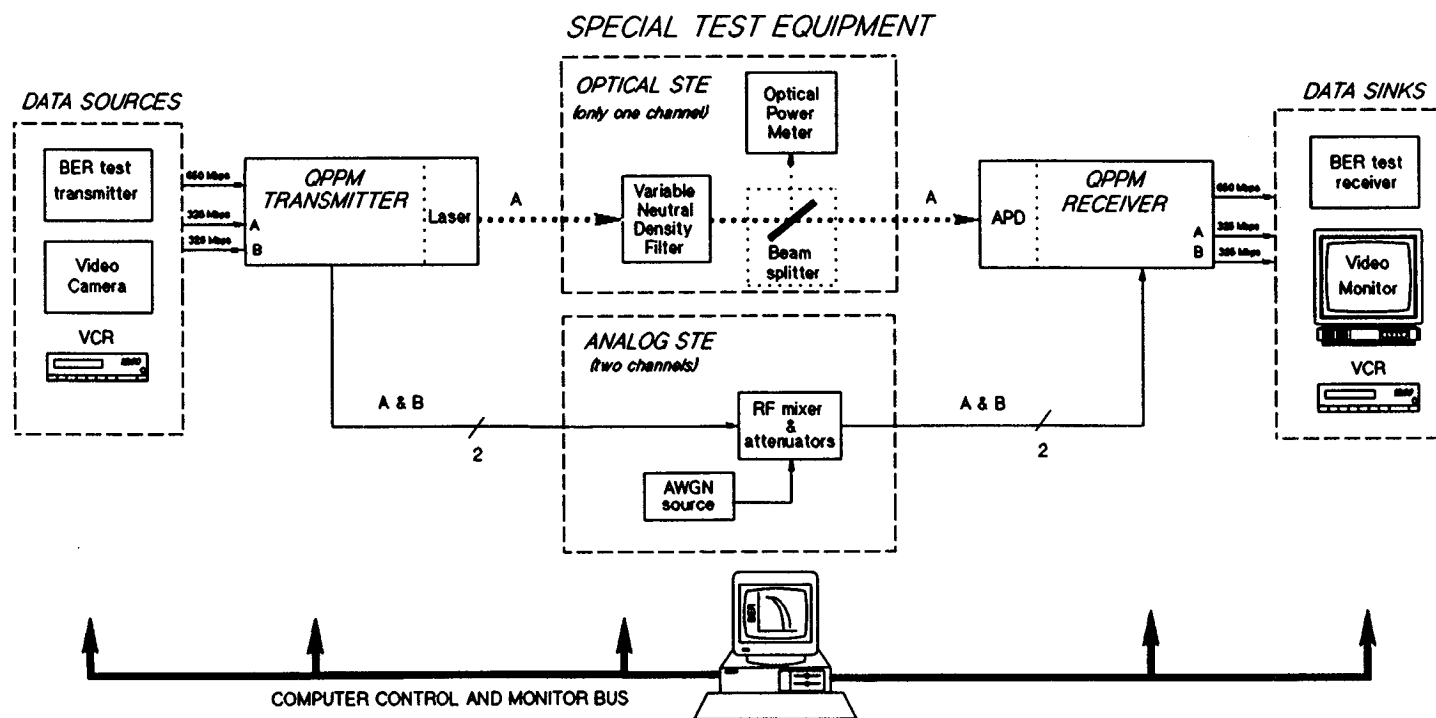 SPECIAL TEST EQUIPMENT
DATA SOURCES
BER test
transmitter
Video
Camera
VCR
650 Mbps
325 Mbps
A
325 Mbps
B
QPPM
TRANSMITTER
Laser
A
OPTICAL STE
(only one channel)
Optical
Power
Meter
Variable
Neutral
Density
Filter
Beam
splitter
A
APD
QPPM
RECEIVER
650 Mbps
A
325 Mbps
B
325 Mbps
DATA SINKS
BER test
receiver
Video
Monitor
VCR
ANALOG STE
(two channels)
A & B
2
RF mixer
&
attenuators
AWGN
source
A & B
2
BER
COMPUTER CONTROL AND MONITOR BUS